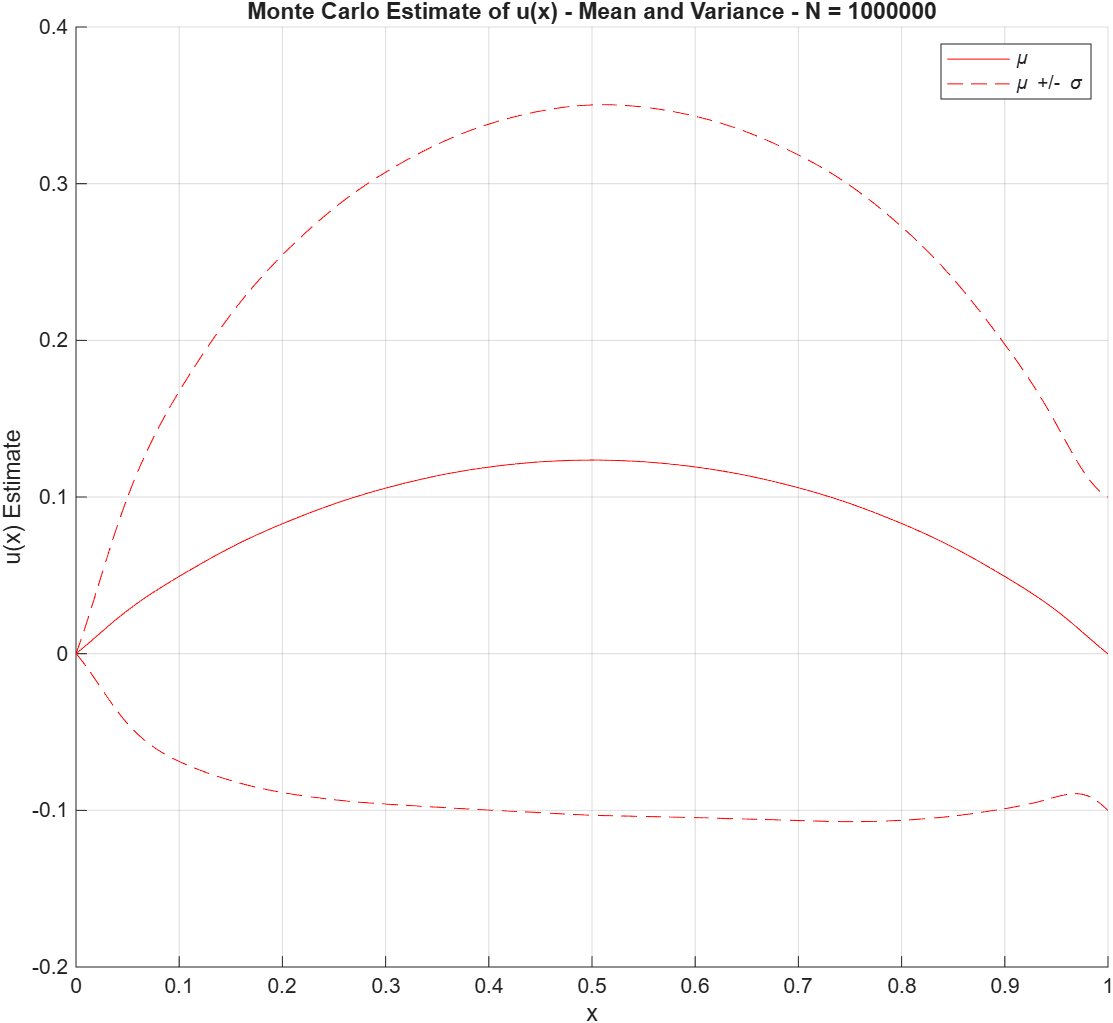 Monte Carlo Estimate of u(x) - Mean and Variance - N = 1000000
μ
μ +/- σ
u(x) Estimate
0.4
0.3
0.2
0.1
0
-0.1
-0.2
0 0.1 0.2 0.3 0.4 0.5 0.6 0.7 0.8 0.9 1
x